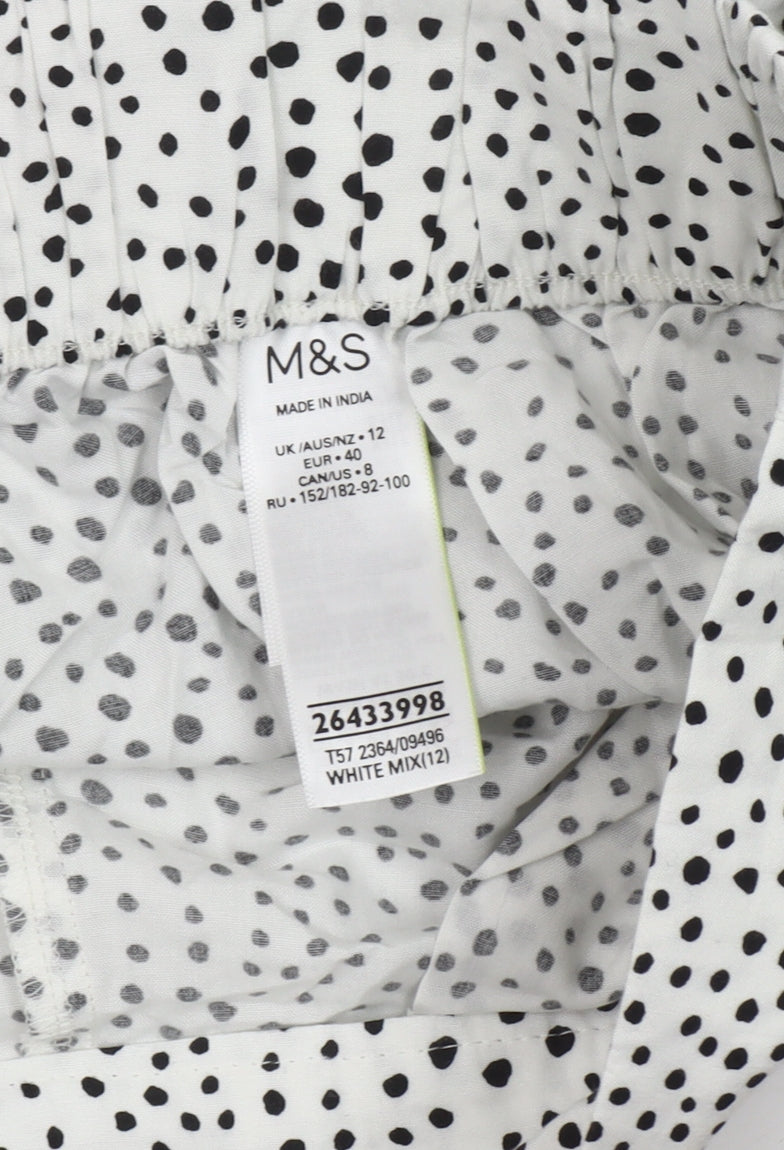 M&S
MADE IN INDIA
UK /AUS/NZ • 12
EUR • 40
CAN/US • 8
RU • 152/182-92-100
26433998
T57 2364/09496
WHITE MIX(12)